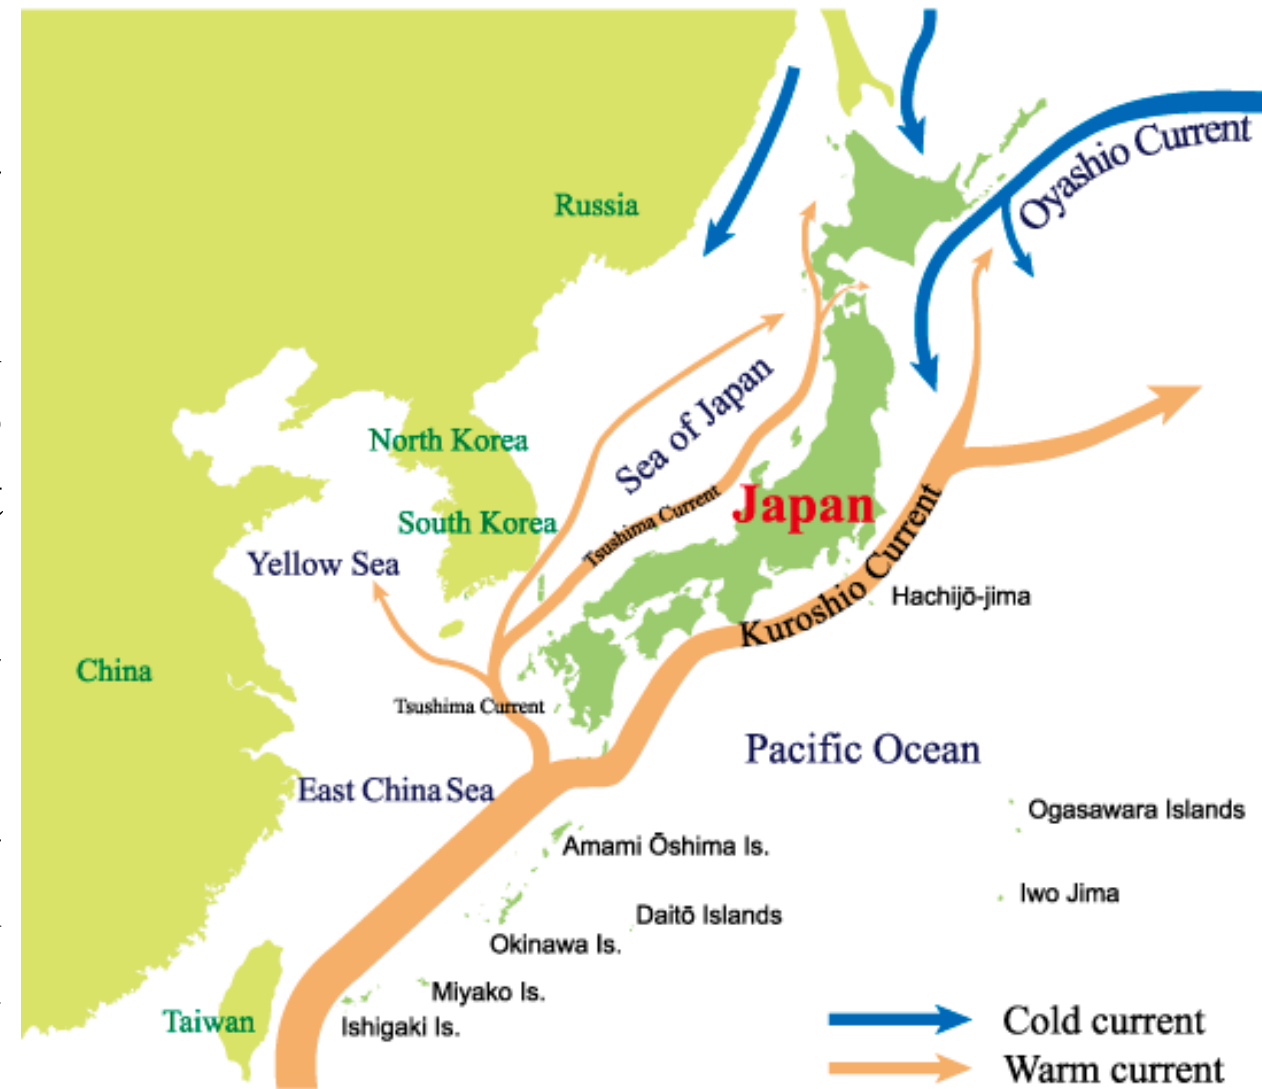 Oyashio Current
Russia
Sea of Japan
North Korea
Japan
Tsushima Current
South Korea
Kuroshio Current
Yellow Sea
Hachijō-jima
China
Tsushima Current
Pacific Ocean
East China Sea
Ogasawara Islands
Amami Ōshima Is.
Iwo Jima
Daitō Islands
Okinawa Is.
Miyako Is.
Taiwan
Ishigaki Is.
Cold current
Warm current